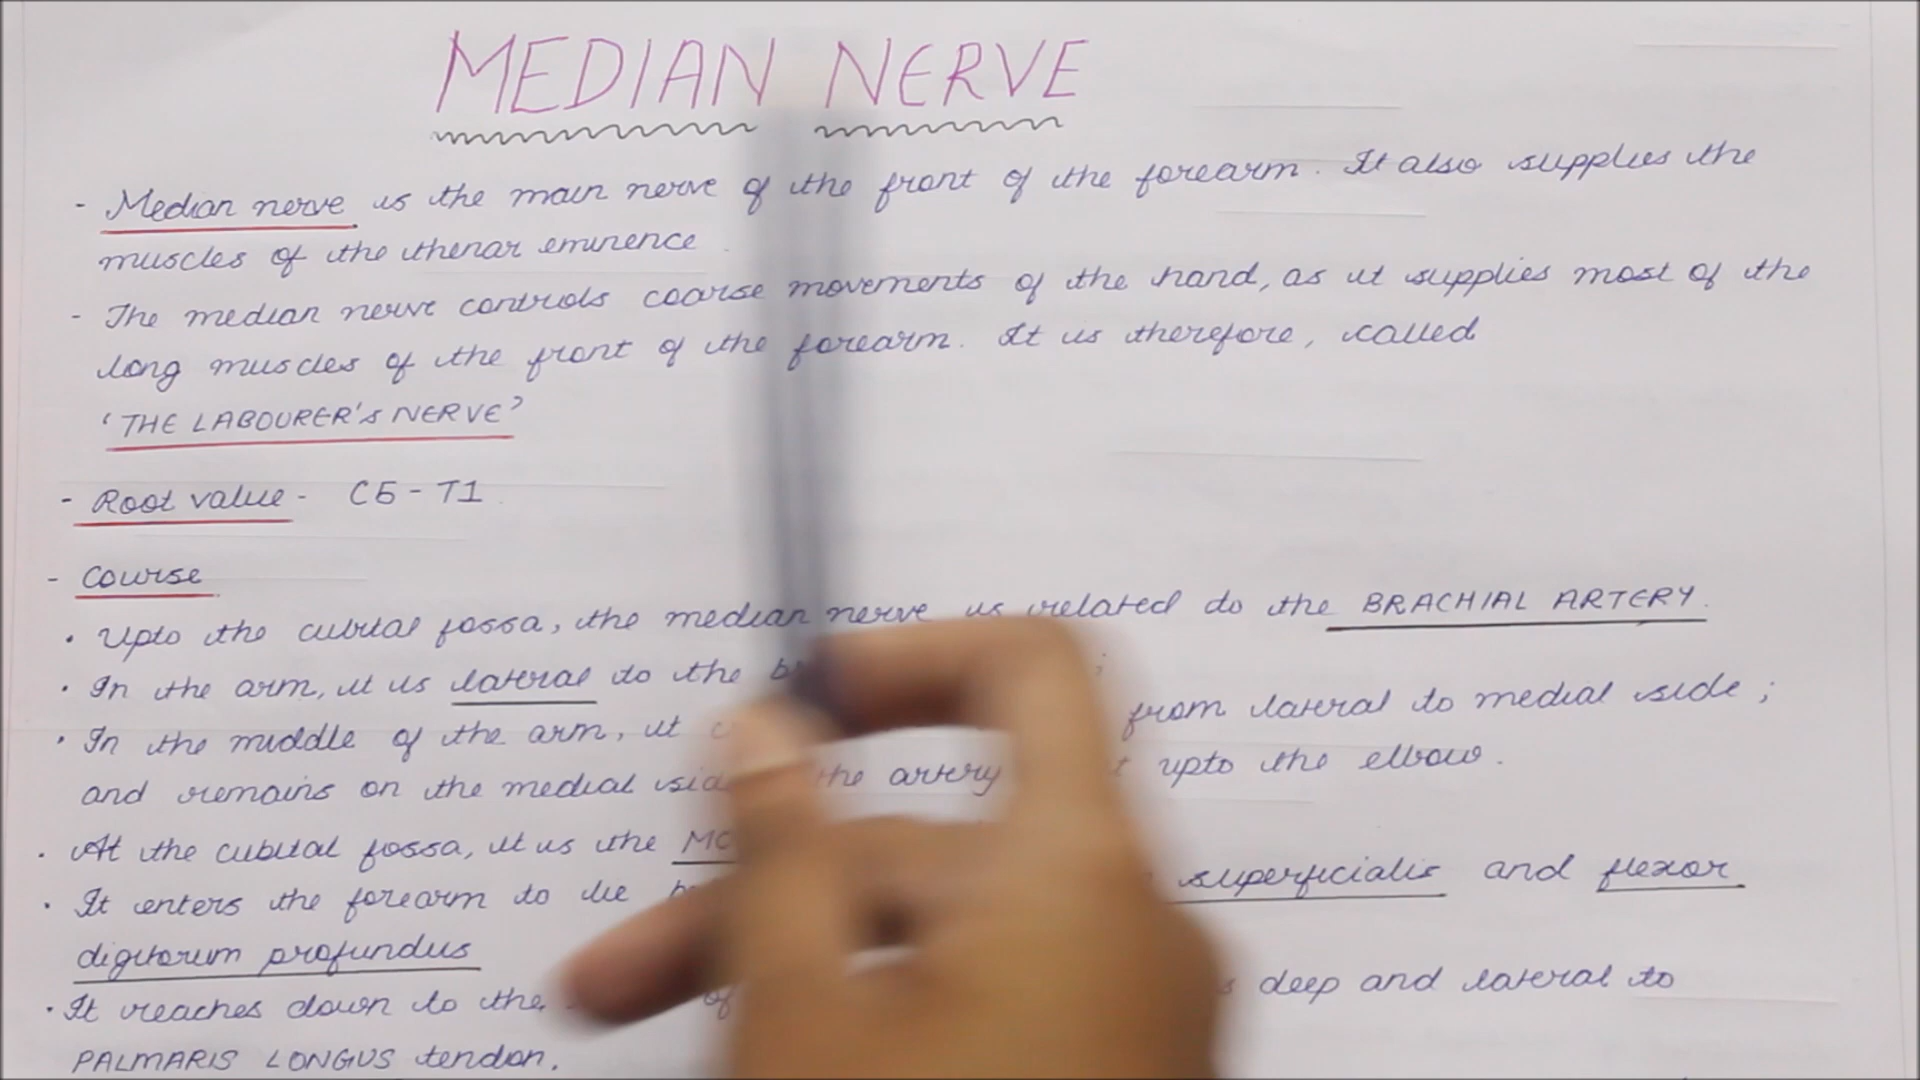 MEDIAN NERVE
- Median nerve is the main nerve of the front of the forearm. It also supplies the
muscles of the thenar eminence
- The median nerve controls coarse movements of the hand, as it supplies most of the
long muscles of the front of the forearm. It is therefore, called
'THE LABOURER'S NERVE'
- Root value - C5 - T1
- Course
• Upto the cubital fossa, the median nerve is related to the BRACHIAL ARTERY.
• In the arm, it is lateral to the ;
• In the middle of the arm, it from lateral to medial side ;
and remains on the medial the artery upto the elbow.
• At the cubital fossa, it is the
• It enters the forearm to lie superficialis and flexor
digitorum profundus
• It reaches down to the of deep and lateral to
PALMARIS LONGUS tendon.